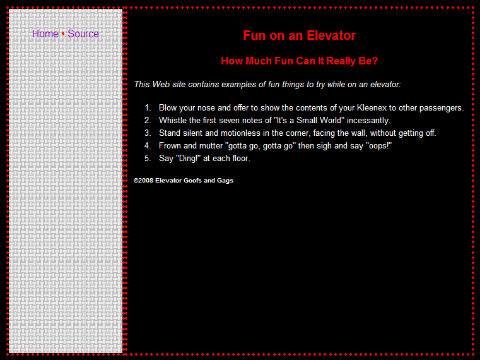 Home • Source
Fun on an Elevator
How Much Fun Can It Really Be?
This Web site contains examples of fun things to try while on an elevator:
1. Blow your nose and offer to show the contents of your Kleenex to other passengers.
2. Whistle the first seven notes of "It's a Small World" incessantly.
3. Stand silent and motionless in the corner, facing the wall, without getting off.
4. Frown and mutter "gotta go, gotta go" then sigh and say "oops!"
5. Say "Ding!" at each floor.
©2008 Elevator Goofs and Gags